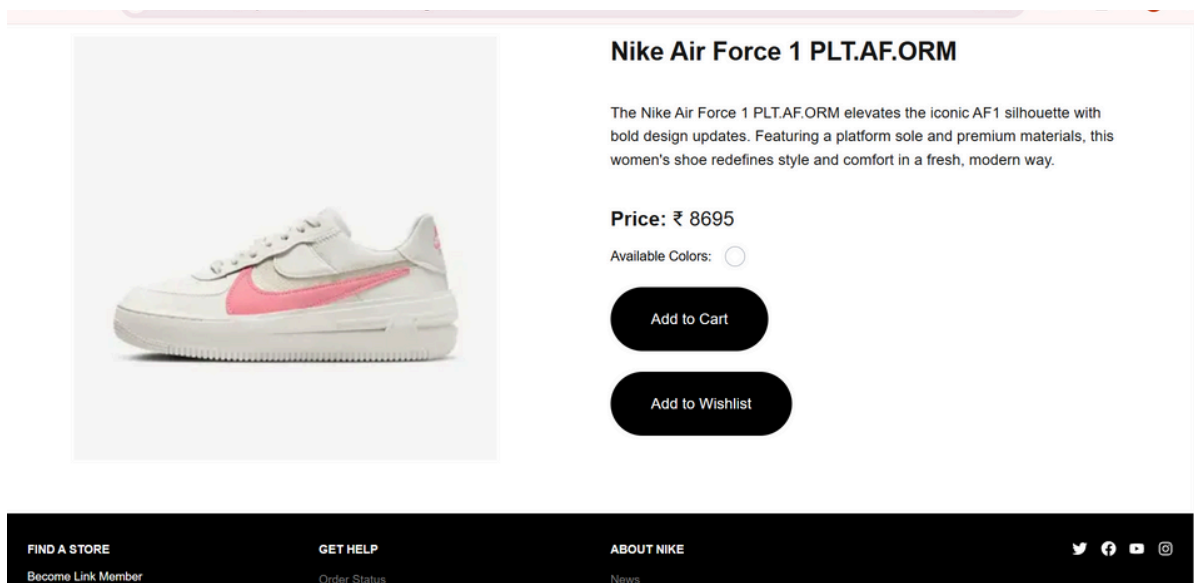 Nike Air Force 1 PLT.AF.ORM
The Nike Air Force 1 PLT.AF.ORM elevates the iconic AF1 silhouette with
bold design updates. Featuring a platform sole and premium materials, this
women's shoe redefines style and comfort in a fresh, modern way.
Price: ₹ 8695
Available Colors:
Add to Cart
Add to Wishlist
FIND A STORE
GET HELP
ABOUT NIKE
Become Link Member
Order Status
News